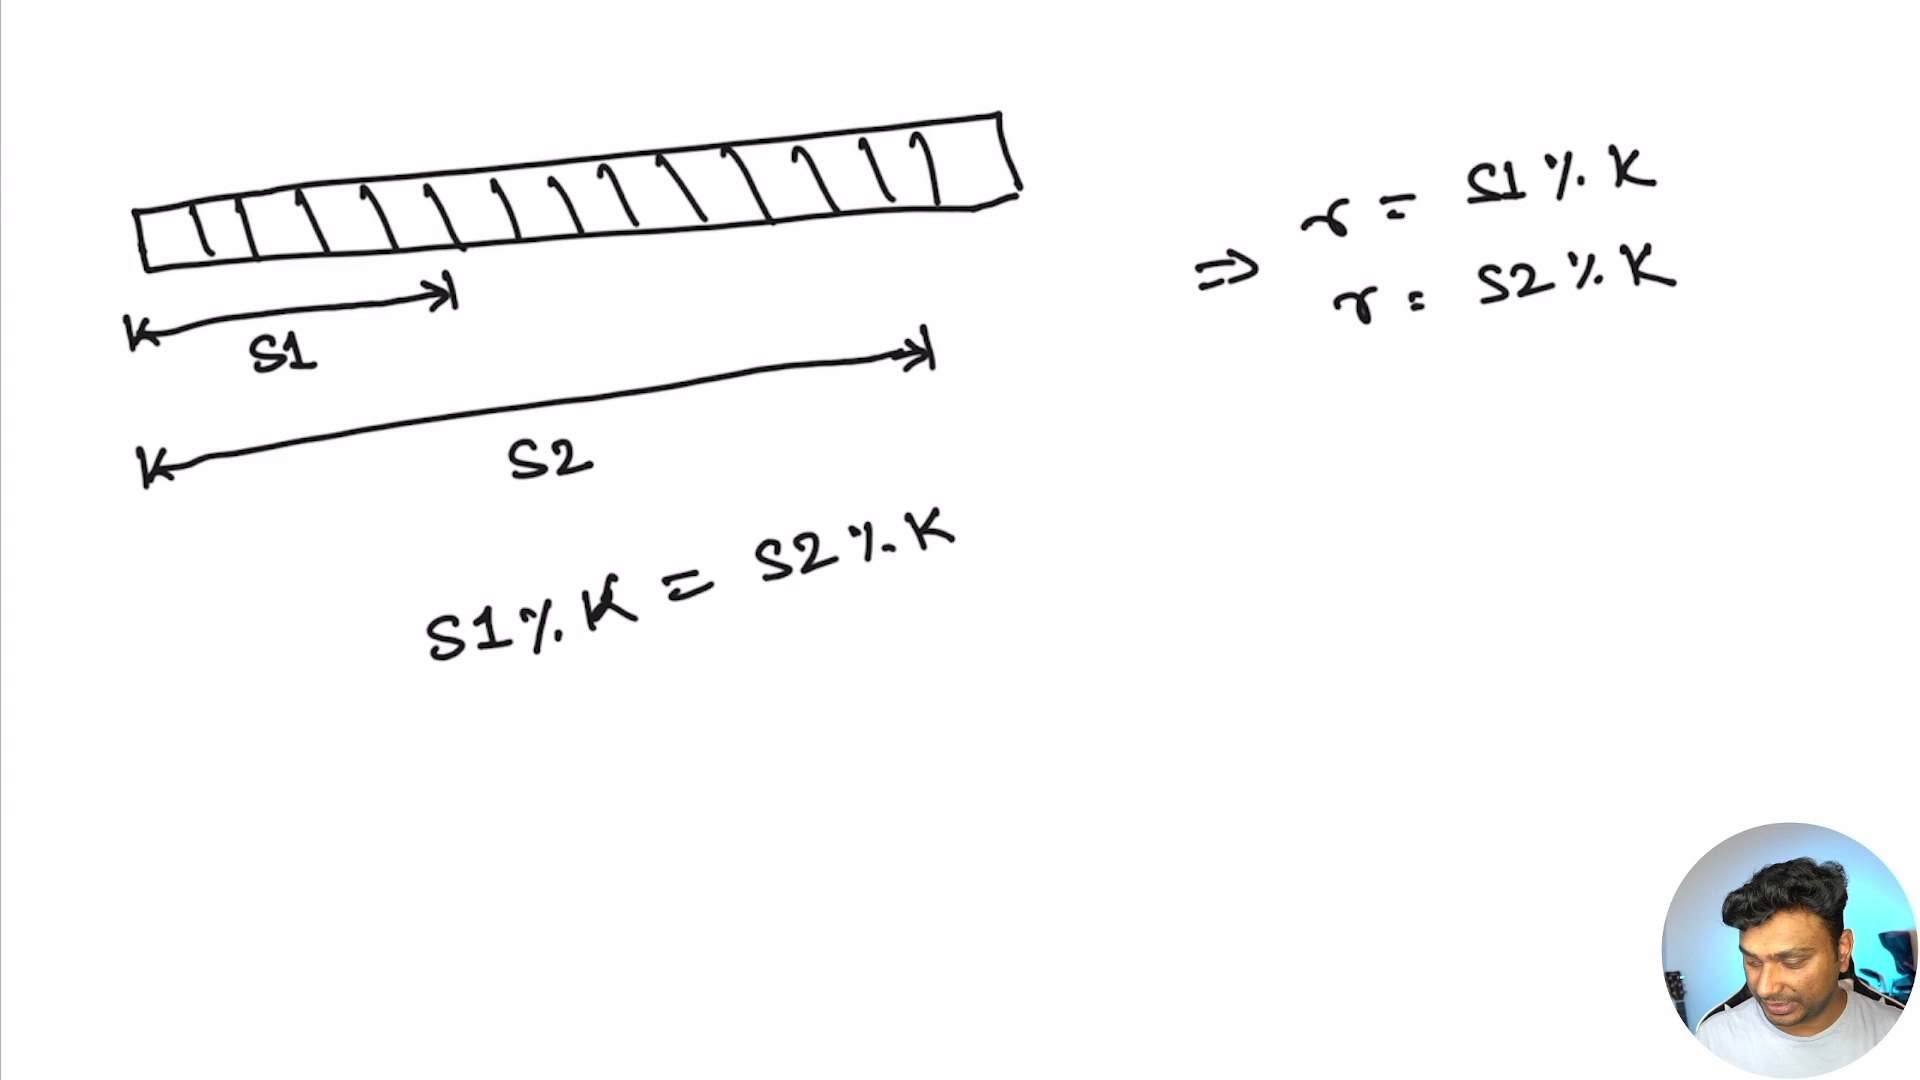 S1
S2
S1 % K = S2 % K
⇒ r = S1 % K
r = S2 % K